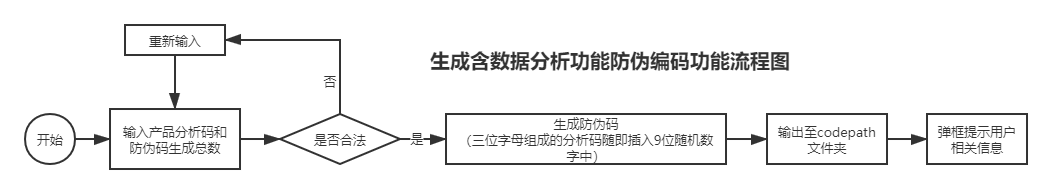 重新输入
生成含数据分析功能防伪编码功能流程图
否
开始
输入产品分析码和
防伪码生成总数
是否合法
是
生成防伪码
（三位字母组成的分析码随即插入9位随机数
字中）
输出至codepath
文件夹
弹框提示用户
相关信息